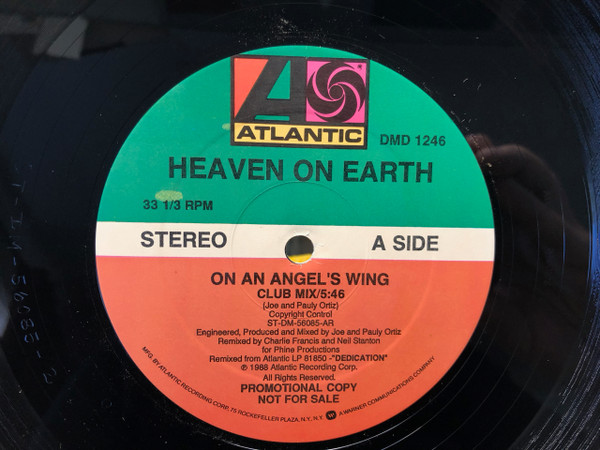 ATLANTIC
DMD 1246
HEAVEN ON EARTH
33 1/3 RPM
STEREO
A SIDE
ON AN ANGEL'S WING
CLUB MIX/5:46
(Joe and Pauly Ortiz)
Copyright Control
ST-DM-56085-AR
Engineered, Produced and Mixed by Joe and Pauly Ortiz
Remixed by Charlie Francis and Neil Stanton
for Phine Productions
Remixed from Atlantic LP 81850 -"DEDICATION"
℗ 1988 Atlantic Recording Corp.
All Rights Reserved.
PROMOTIONAL COPY
NOT FOR SALE
MFG. BY ATLANTIC RECORDING CORP., 75 ROCKEFELLER PLAZA, N.Y., N.Y. A WARNER COMMUNICATIONS COMPANY